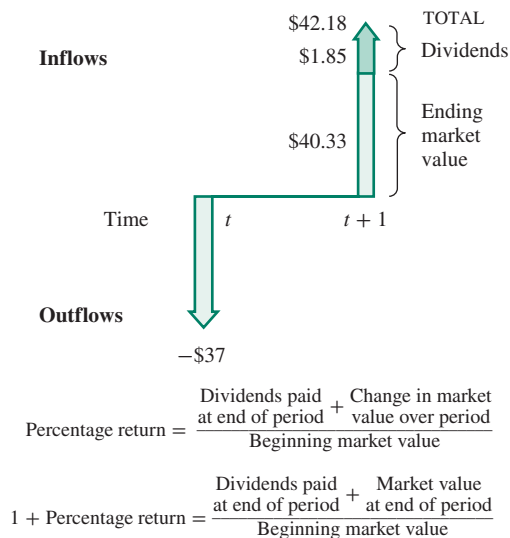 $42.18 TOTAL
Inflows $1.85 Dividends
$40.33 Ending
market
value
Time t t + 1
Outflows
−$37
Dividends paid Change in market
Percentage return = at end of period + value over period
Beginning market value
Dividends paid Market value
1 + Percentage return = at end of period + at end of period
Beginning market value